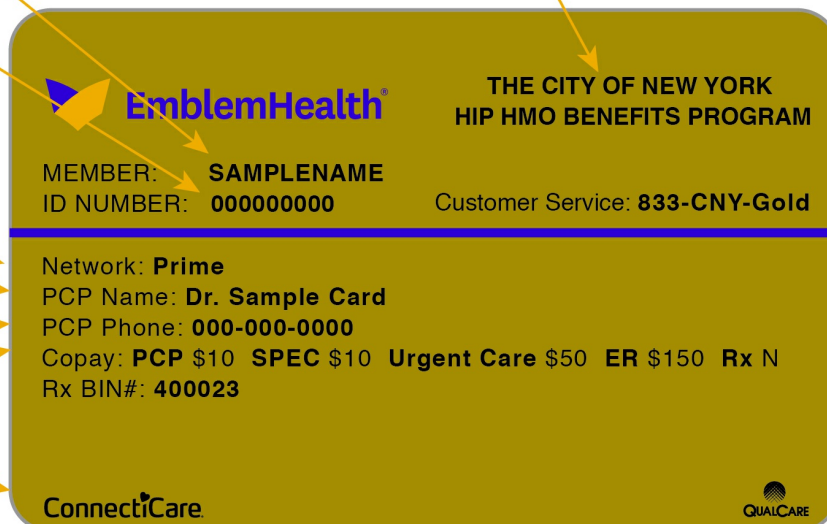 EmblemHealth®
THE CITY OF NEW YORK
HIP HMO BENEFITS PROGRAM
MEMBER: SAMPLENAME
ID NUMBER: 000000000
Customer Service: 833-CNY-Gold
Network: Prime
PCP Name: Dr. Sample Card
PCP Phone: 000-000-0000
Copay: PCP $10 SPEC $10 Urgent Care $50 ER $150 Rx N
Rx BIN#: 400023
ConnectiCare.
QUALCARE